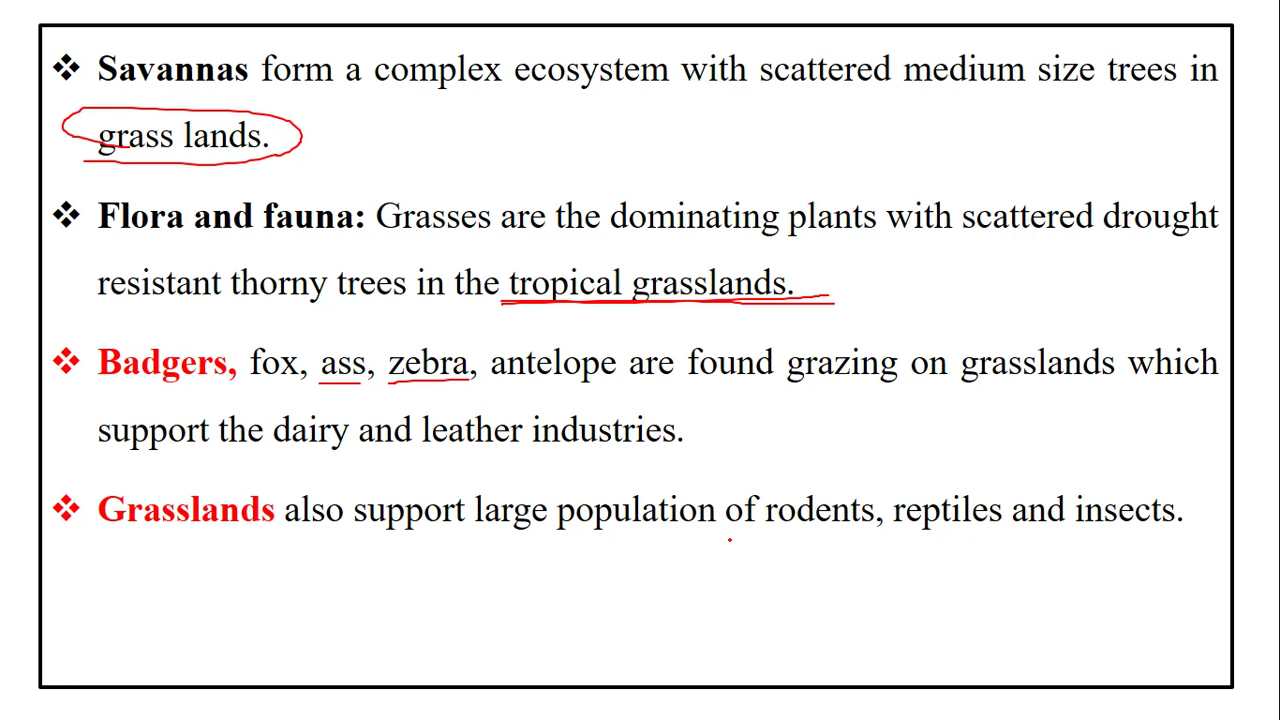 ❖ Savannas form a complex ecosystem with scattered medium size trees in
grass lands.
❖ Flora and fauna: Grasses are the dominating plants with scattered drought
resistant thorny trees in the tropical grasslands.
❖ Badgers, fox, ass, zebra, antelope are found grazing on grasslands which
support the dairy and leather industries.
❖ Grasslands also support large population of rodents, reptiles and insects.